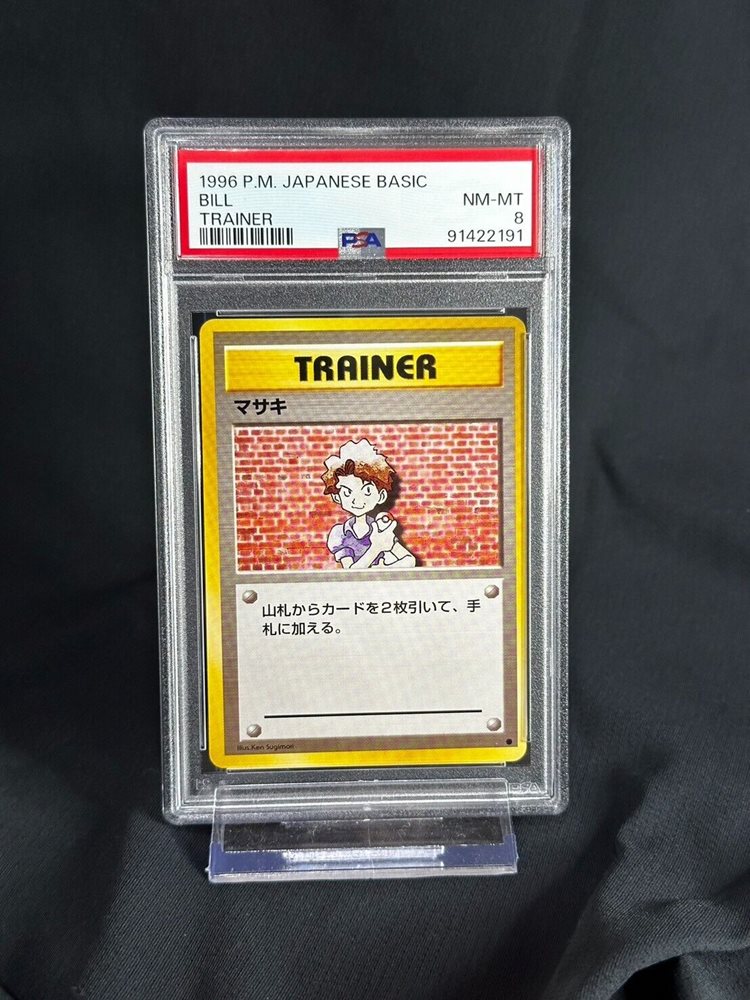 1996 P.M. JAPANESE BASIC
BILL NM-MT
TRAINER 8
91422191
PSA
TRAINER
マサキ
山札からカードを2枚引いて、手
札に加える。
Illus. Ken Sugimori
PSA